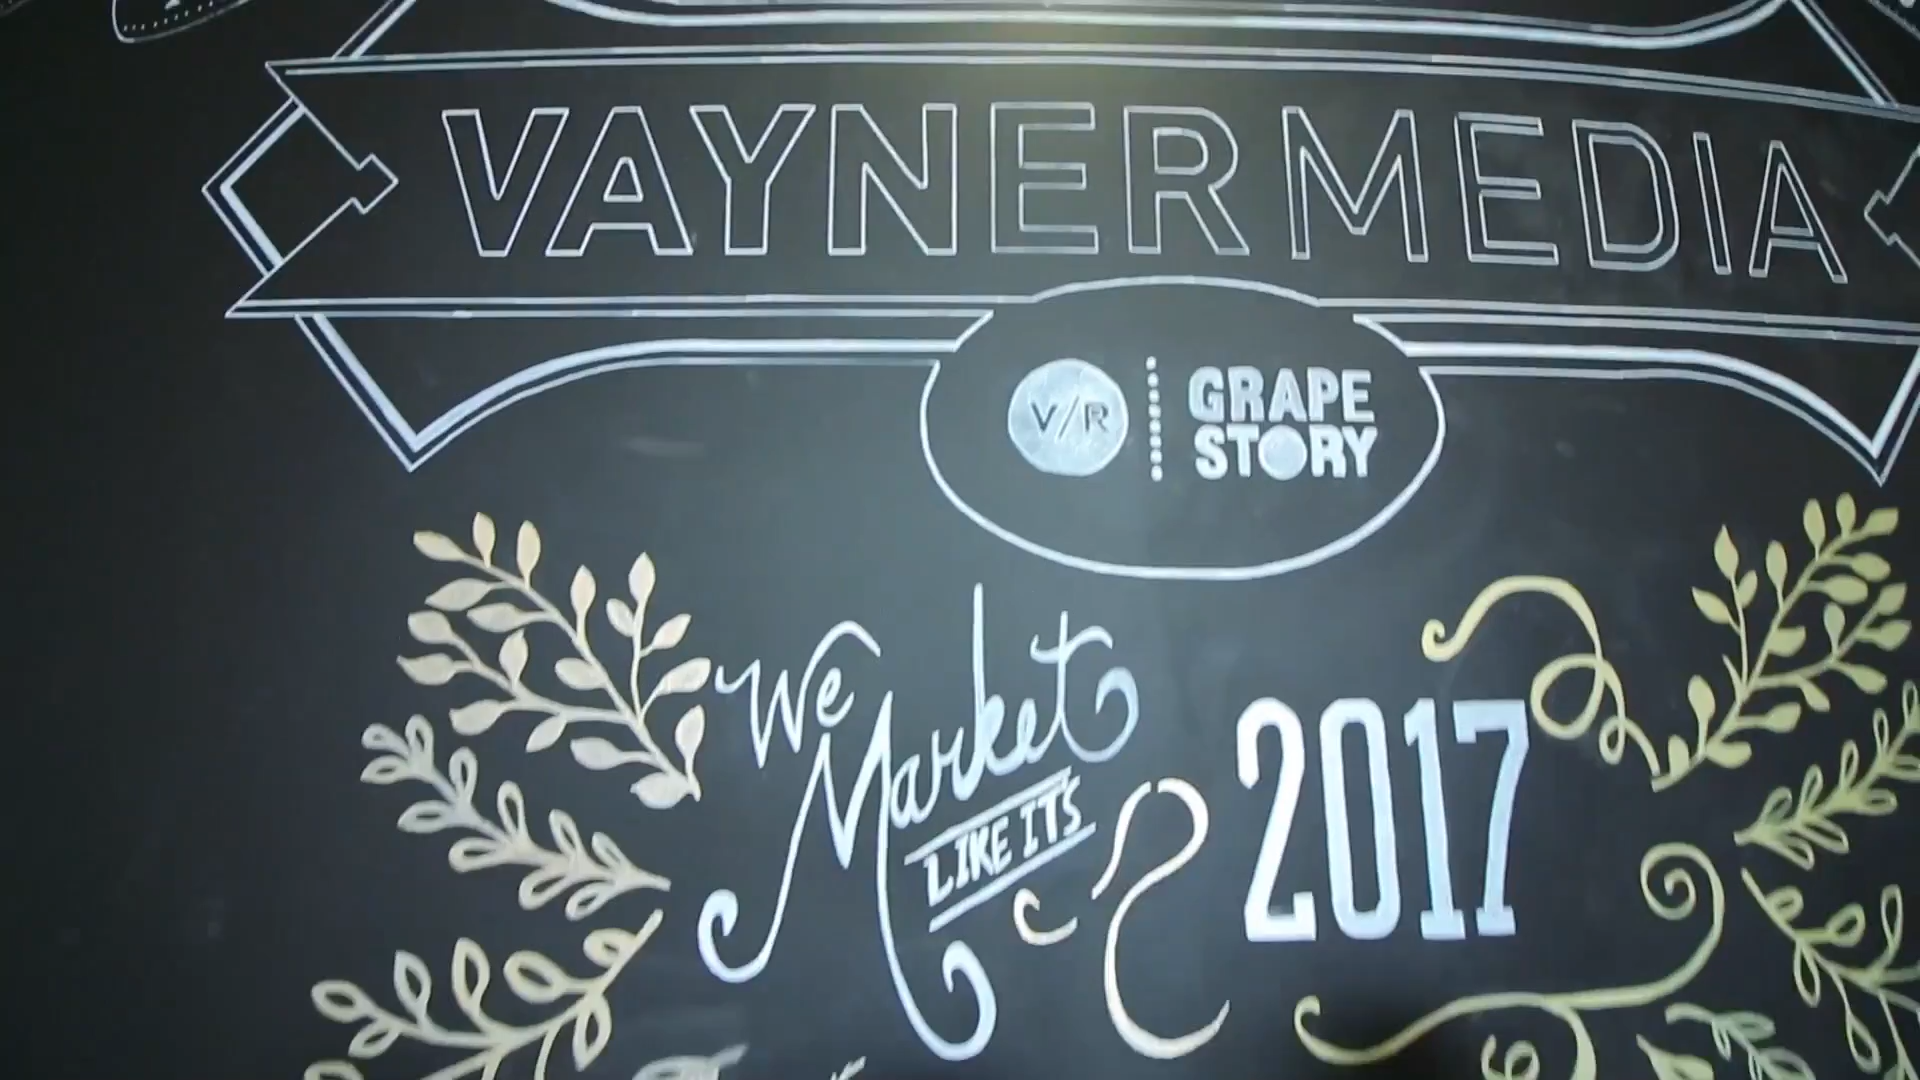 VAYNERMEDIA
V/R
GRAPE
STORY
We
Market
LIKE ITS
2017